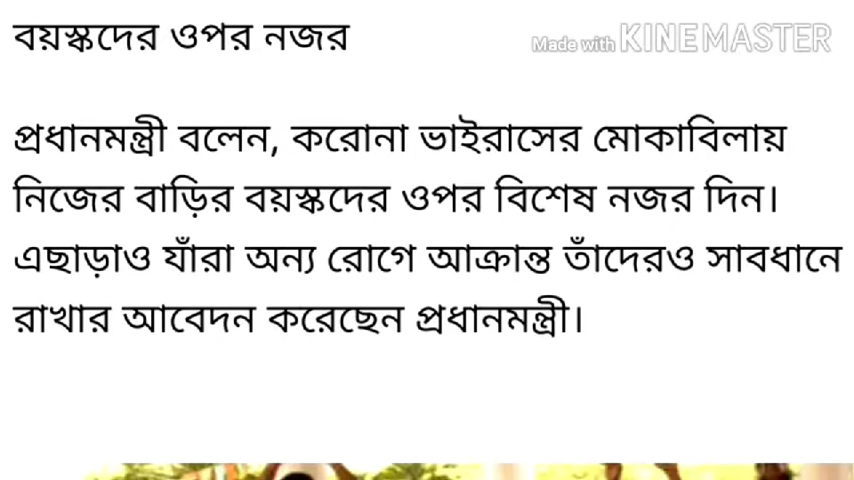 বয়স্কদের ওপর নজর
Made with KINEMASTER
প্রধানমন্ত্রী বলেন, করোনা ভাইরাসের মোকাবিলায়
নিজের বাড়ির বয়স্কদের ওপর বিশেষ নজর দিন।
এছাড়াও যাঁরা অন্য রোগে আক্রান্ত তাঁদেরও সাবধানে
রাখার আবেদন করেছেন প্রধানমন্ত্রী।